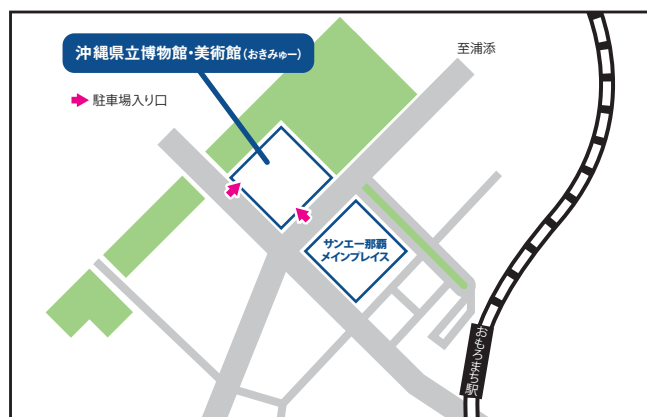 沖縄県立博物館・美術館(おきみゅー)
駐車場入り口
至浦添
サンエー那覇
メインプレイス
おもろまち駅